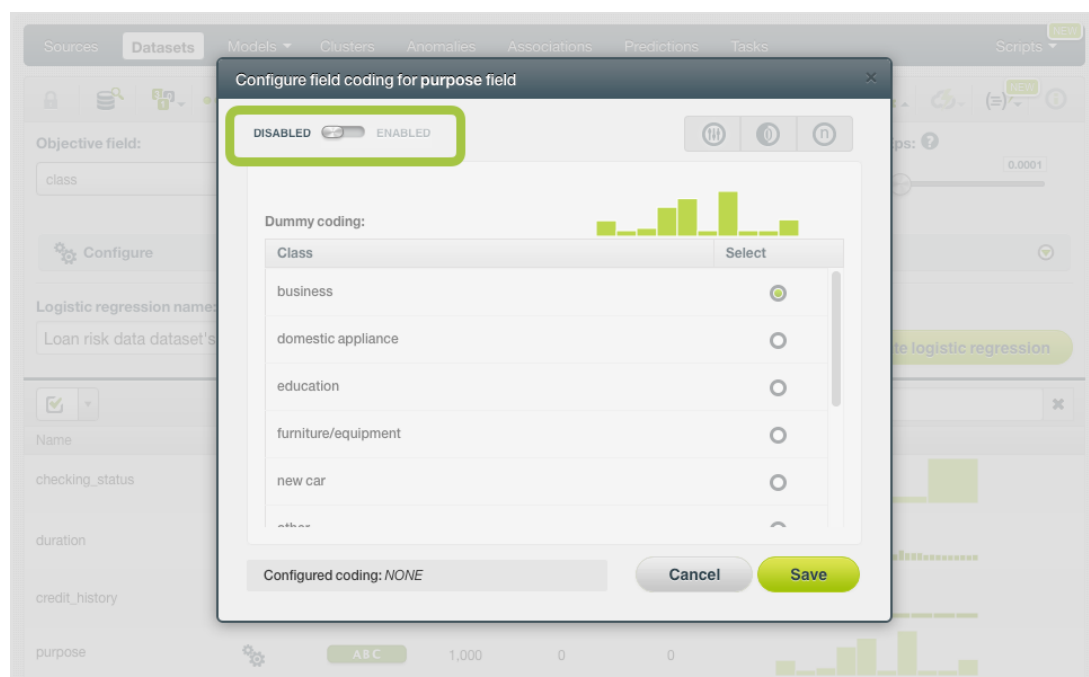 Sources Datasets Models Clusters Anomalies Associations Predictions Tasks Scripts NEW
Configure field coding for purpose field ×
NEW
DISABLED ENABLED
Objective field:
ps: ?
class
0.0001
Dummy coding:
Class Select
Configure
business
Logistic regression name:
domestic appliance
Loan risk data dataset's
te logistic regression
education
furniture/equipment
Name
checking_status
new car
other
duration
Configured coding: NONE Cancel Save
credit_history
purpose ABC 1,000 0 0